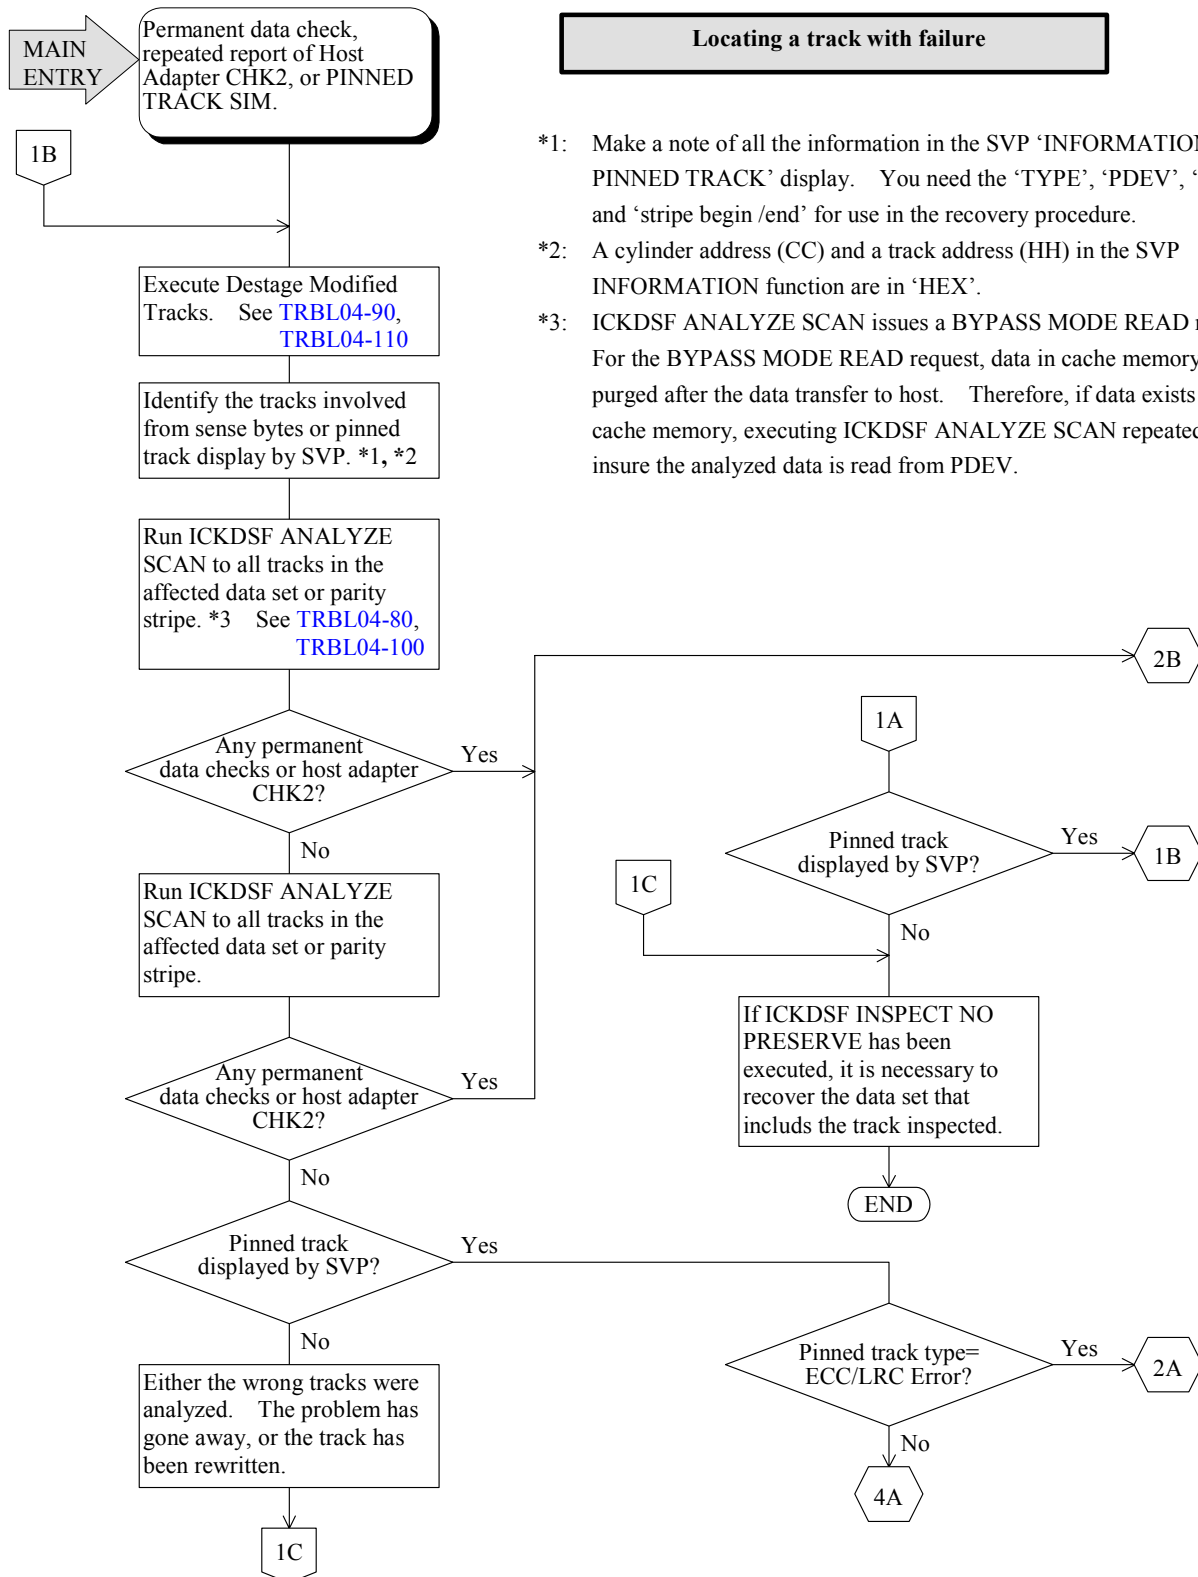 MAIN
ENTRY
Permanent data check,
repeated report of Host
Adapter CHK2, or PINNED
TRACK SIM.
Locating a track with failure
1B
*1: Make a note of all the information in the SVP ‘INFORMATION
PINNED TRACK’ display. You need the ‘TYPE’, ‘PDEV’, ‘
and ‘stripe begin /end’ for use in the recovery procedure.
*2: A cylinder address (CC) and a track address (HH) in the SVP
INFORMATION function are in ‘HEX’.
*3: ICKDSF ANALYZE SCAN issues a BYPASS MODE READ
For the BYPASS MODE READ request, data in cache memory
purged after the data transfer to host. Therefore, if data exists
cache memory, executing ICKDSF ANALYZE SCAN repeated
insure the analyzed data is read from PDEV.
Execute Destage Modified
Tracks. See TRBL04-90,
TRBL04-110
Identify the tracks involved
from sense bytes or pinned
track display by SVP. *1, *2
Run ICKDSF ANALYZE
SCAN to all tracks in the
affected data set or parity
stripe. *3 See TRBL04-80,
TRBL04-100
2B
Any permanent
data checks or host adapter
CHK2?
Yes
No
1A
Pinned track
displayed by SVP?
Yes
1B
No
1C
Run ICKDSF ANALYZE
SCAN to all tracks in the
affected data set or parity
stripe.
If ICKDSF INSPECT NO
PRESERVE has been
executed, it is necessary to
recover the data set that
includs the track inspected.
END
Any permanent
data checks or host adapter
CHK2?
Yes
No
Pinned track
displayed by SVP?
Yes
No
Pinned track type=
ECC/LRC Error?
Yes
2A
No
4A
Either the wrong tracks were
analyzed. The problem has
gone away, or the track has
been rewritten.
1C